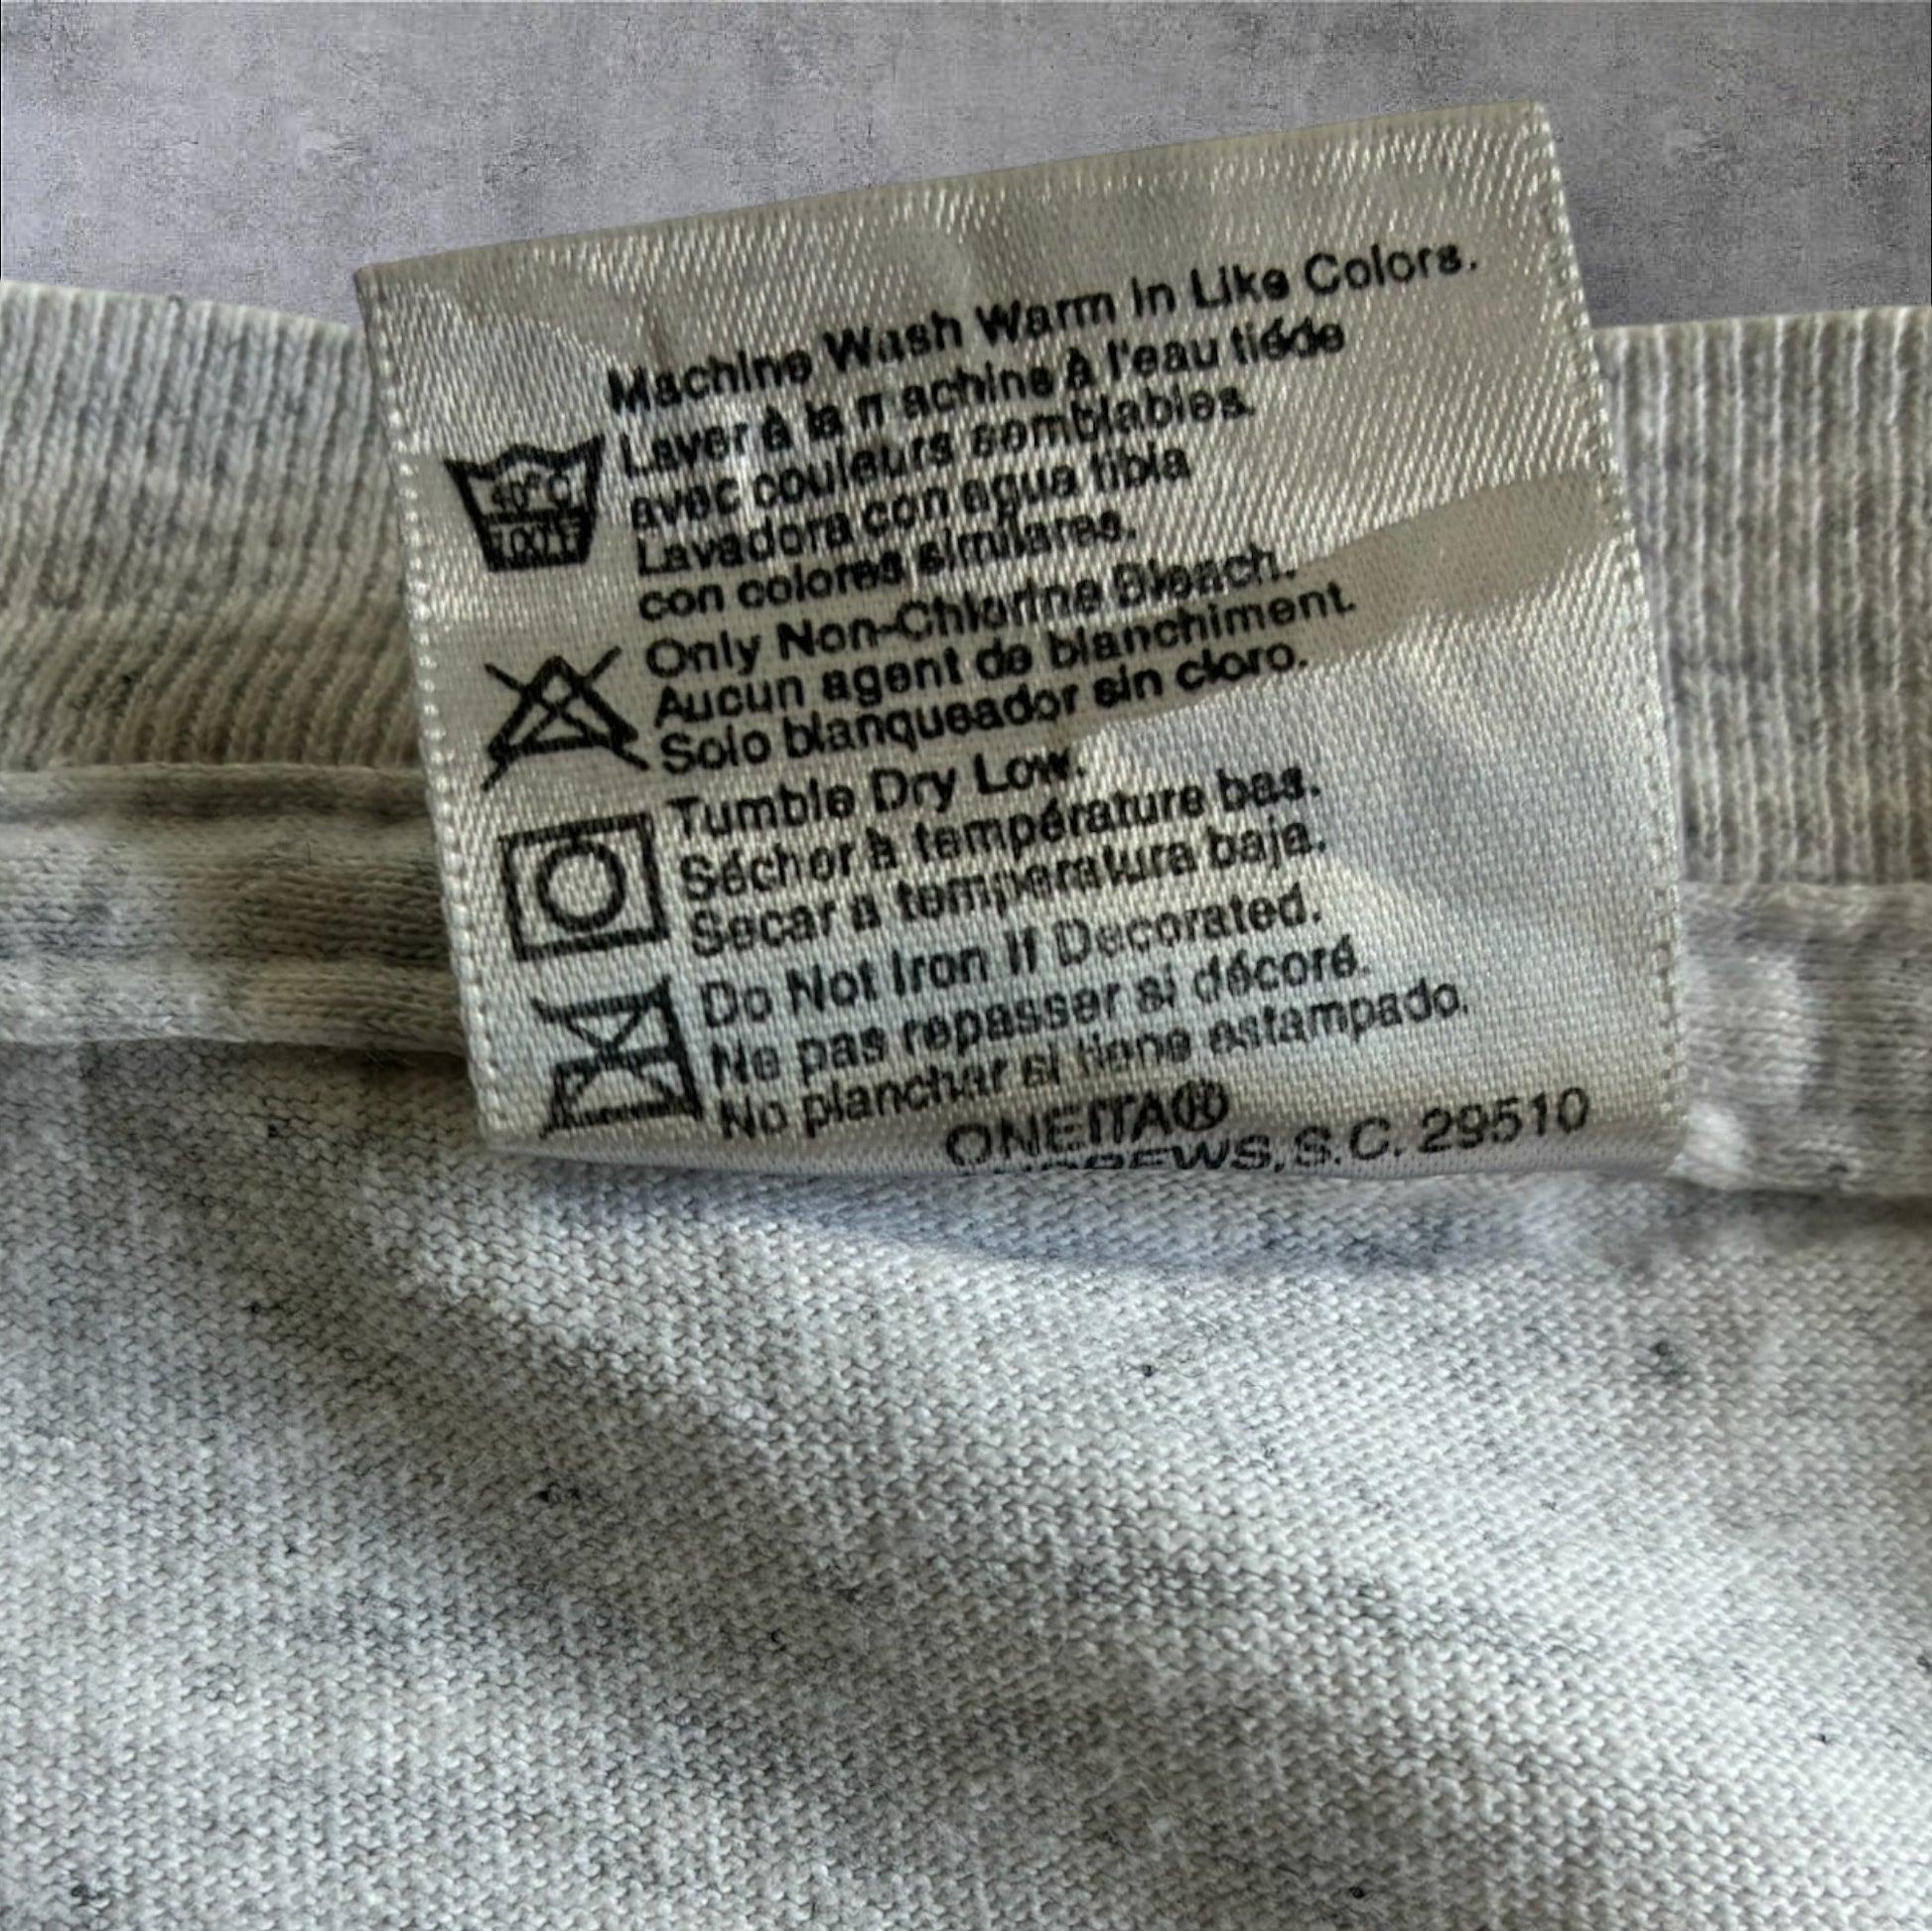 Machine Wash Warm in Like Colors.
Laver à la machine à l'eau tiéde
avec couleurs semblables.
40°C
Lavadora con agua tibia
con colores similares.
Only Non-Chlorine Bleach.
Aucun agent de blanchiment.
Solo blanqueador sin cloro.
Tumble Dry Low.
Sécher à température bas.
Secar a temperatura baja.
Do Not Iron If Decorated.
Ne pas repasser si décoré.
No planchar si tiene estampado.
ONEITA®
S.C. 29510